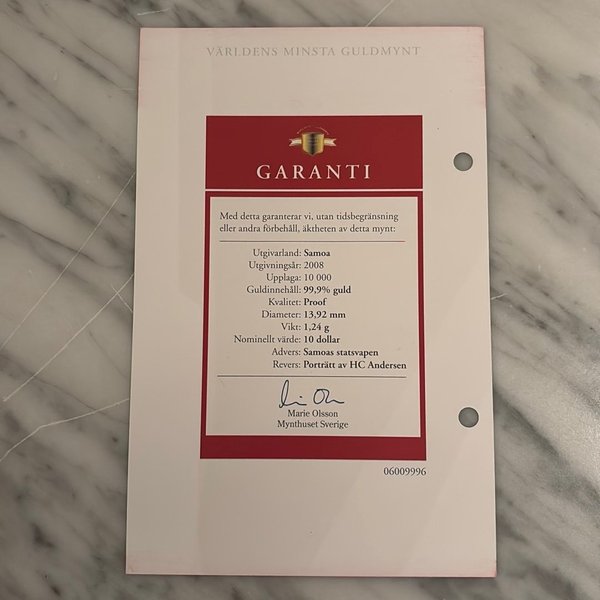 VÄRLDENS MINSTA GULDMYNT
GARANTI
Med detta garanterar vi, utan tidsbegränsning
eller andra förbehåll, äktheten av detta mynt:
Utgivarland: Samoa
Utgivningsår: 2008
Upplaga: 10 000
Guldinnehåll: 99,9% guld
Kvalitet: Proof
Diameter: 13,92 mm
Vikt: 1,24 g
Nominellt värde: 10 dollar
Advers: Samoas statsvapen
Revers: Porträtt av HC Andersen
Marie Olsson
Mynthuset Sverige
06009996